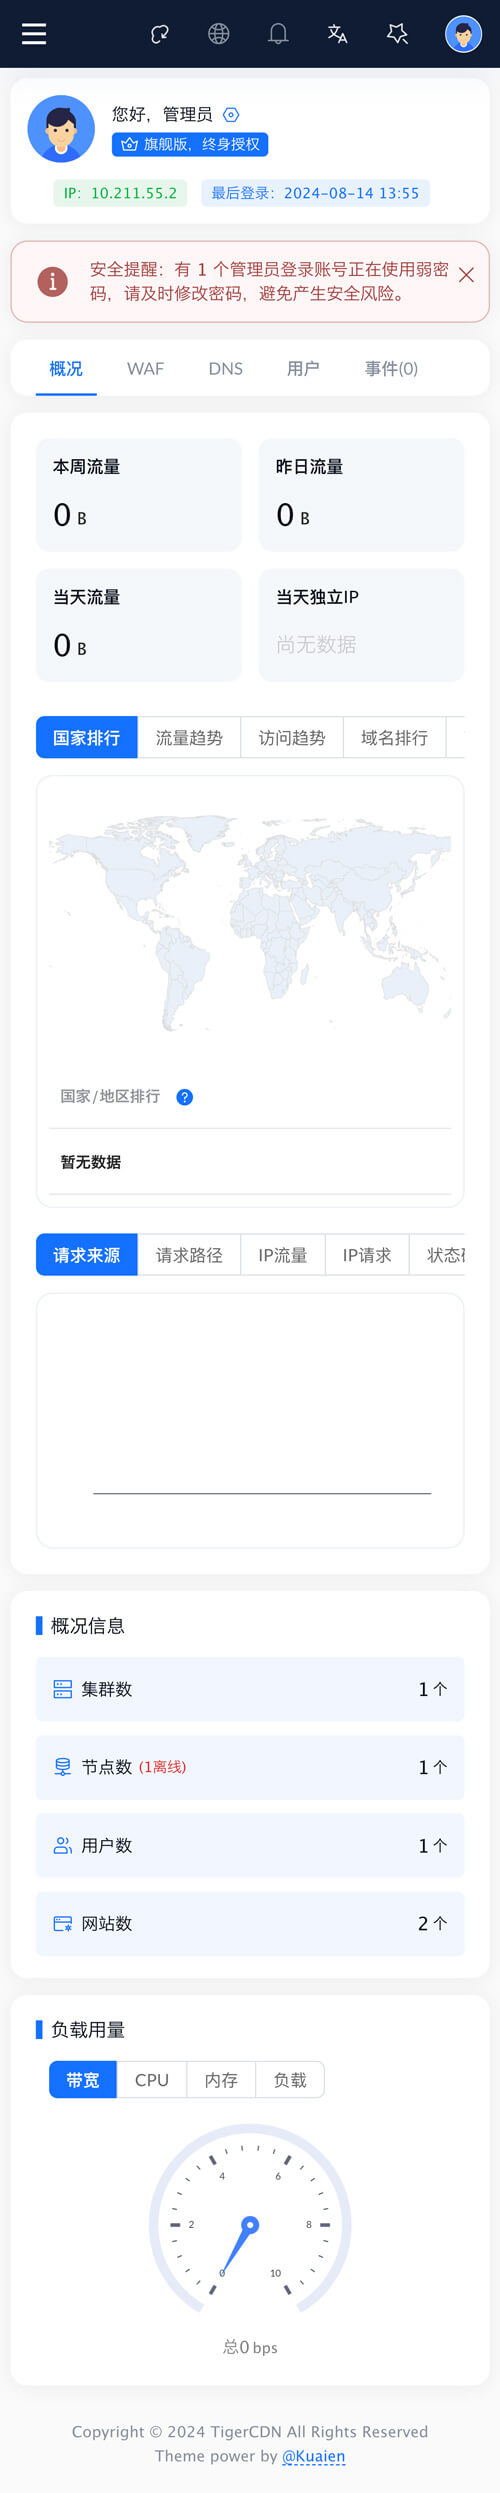 您好，管理员
旗舰版，终身授权
IP：10.211.55.2
最后登录：2024-08-14 13:55
安全提醒：有 1 个管理员登录账号正在使用弱密
码，请及时修改密码，避免产生安全风险。
概况 WAF DNS 用户 事件(0)
本周流量
0 B
昨日流量
0 B
当天流量
0 B
当天独立IP
尚无数据
国家排行 流量趋势 访问趋势 域名排行
国家/地区排行
暂无数据
请求来源 请求路径 IP流量 IP请求 状态
概况信息
集群数 1 个
节点数 (1离线) 1 个
用户数 1 个
网站数 2 个
负载用量
带宽 CPU 内存 负载
4 6
2 8
0 10
总0 bps
Copyright © 2024 TigerCDN All Rights Reserved
Theme power by @Kuaien